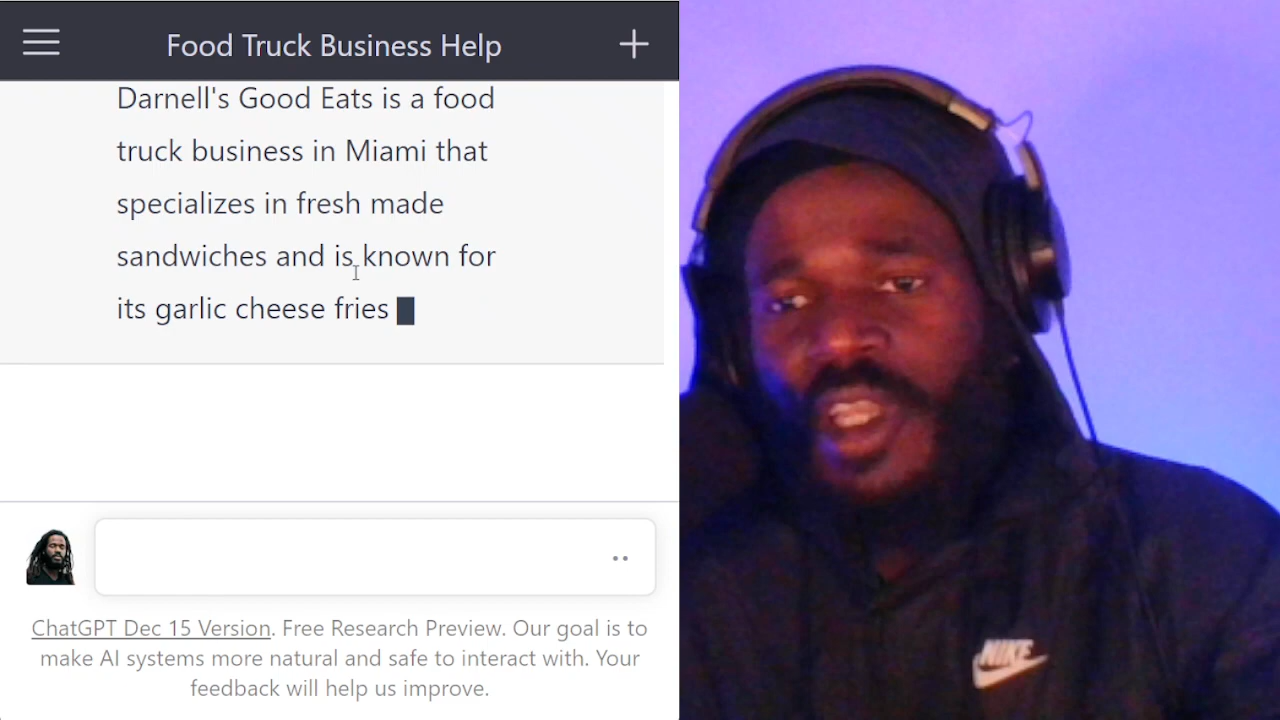 Food Truck Business Help
Darnell's Good Eats is a food
truck business in Miami that
specializes in fresh made
sandwiches and is known for
its garlic cheese fries
ChatGPT Dec 15 Version. Free Research Preview. Our goal is to
make AI systems more natural and safe to interact with. Your
feedback will help us improve.
NIKE